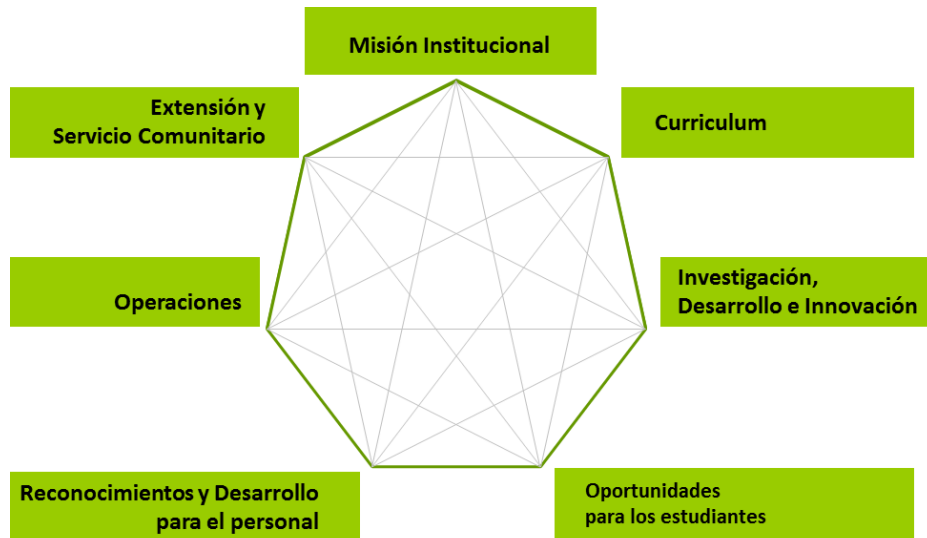 Misión Institucional
Extensión y
Servicio Comunitario
Curriculum
Operaciones
Investigación,
Desarrollo e Innovación
Reconocimientos y Desarrollo
para el personal
Oportunidades
para los estudiantes